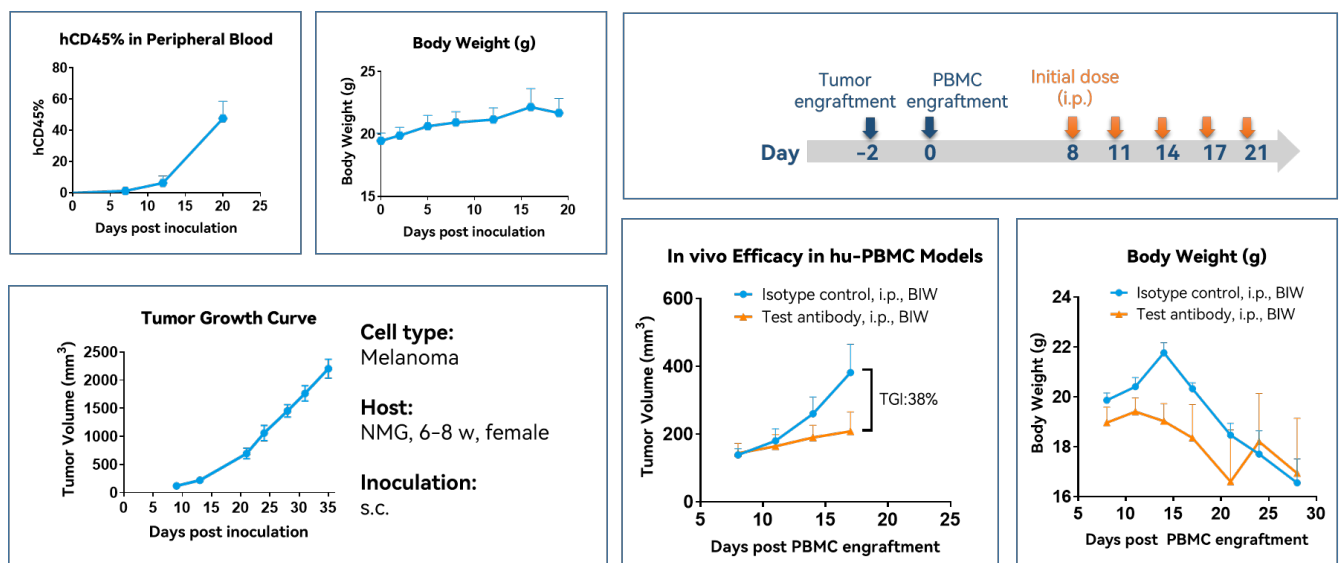 hCD45% in Peripheral Blood
80
60
40
20
0
hCD45%
0 5 10 15 20 25
Days post inoculation
Body Weight (g)
25
20
15
Body Weight (g)
0 5 10 15 20
Days post inoculation
Tumor
engraftment
PBMC
engraftment
Initial dose
(i.p.)
Day -2 0 8 11 14 17 21
Tumor Growth Curve
2500
2000
1500
1000
500
0
Tumor Volume (mm³)
0 5 10 15 20 25 30 35
Days post inoculation
Cell type:
Melanoma
Host:
NMG, 6-8 w, female
Inoculation:
s.c.
In vivo Efficacy in hu-PBMC Models
Isotype control, i.p., BIW
Test antibody, i.p., BIW
600
400
200
0
Tumor Volume (mm³)
TGI:38%
5 10 15 20 25
Days post PBMC engraftment
Body Weight (g)
Isotype control, i.p., BIW
Test antibody, i.p., BIW
24
22
20
18
16
Body Weight (g)
5 10 15 20 25 30
Days post PBMC engraftment